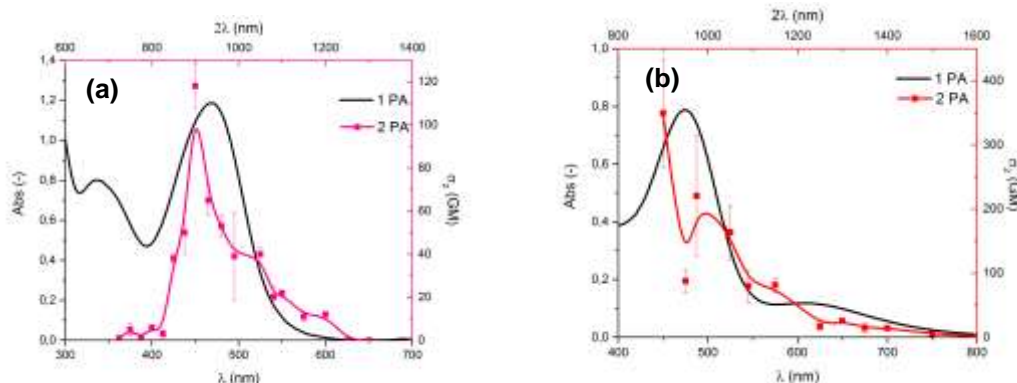 2λ (nm)
600 800 1000 1200 1400
1,4
1,2
1,0
0,8
0,6
0,4
0,2
0,0
Abs (-)
(a)
1 PA
2 PA
120
100
80
60
40
20
0
σ2 (GM)
300 400 500 600 700
λ (nm)
2λ (nm)
800 900 1000 1100 1200 1300 1400 1500 1600
1,0
0,8
0,6
0,4
0,2
0,0
Abs (-)
(b)
1 PA
2 PA
400
300
200
100
0
σ2 (GM)
400 500 600 700 800
λ (nm)